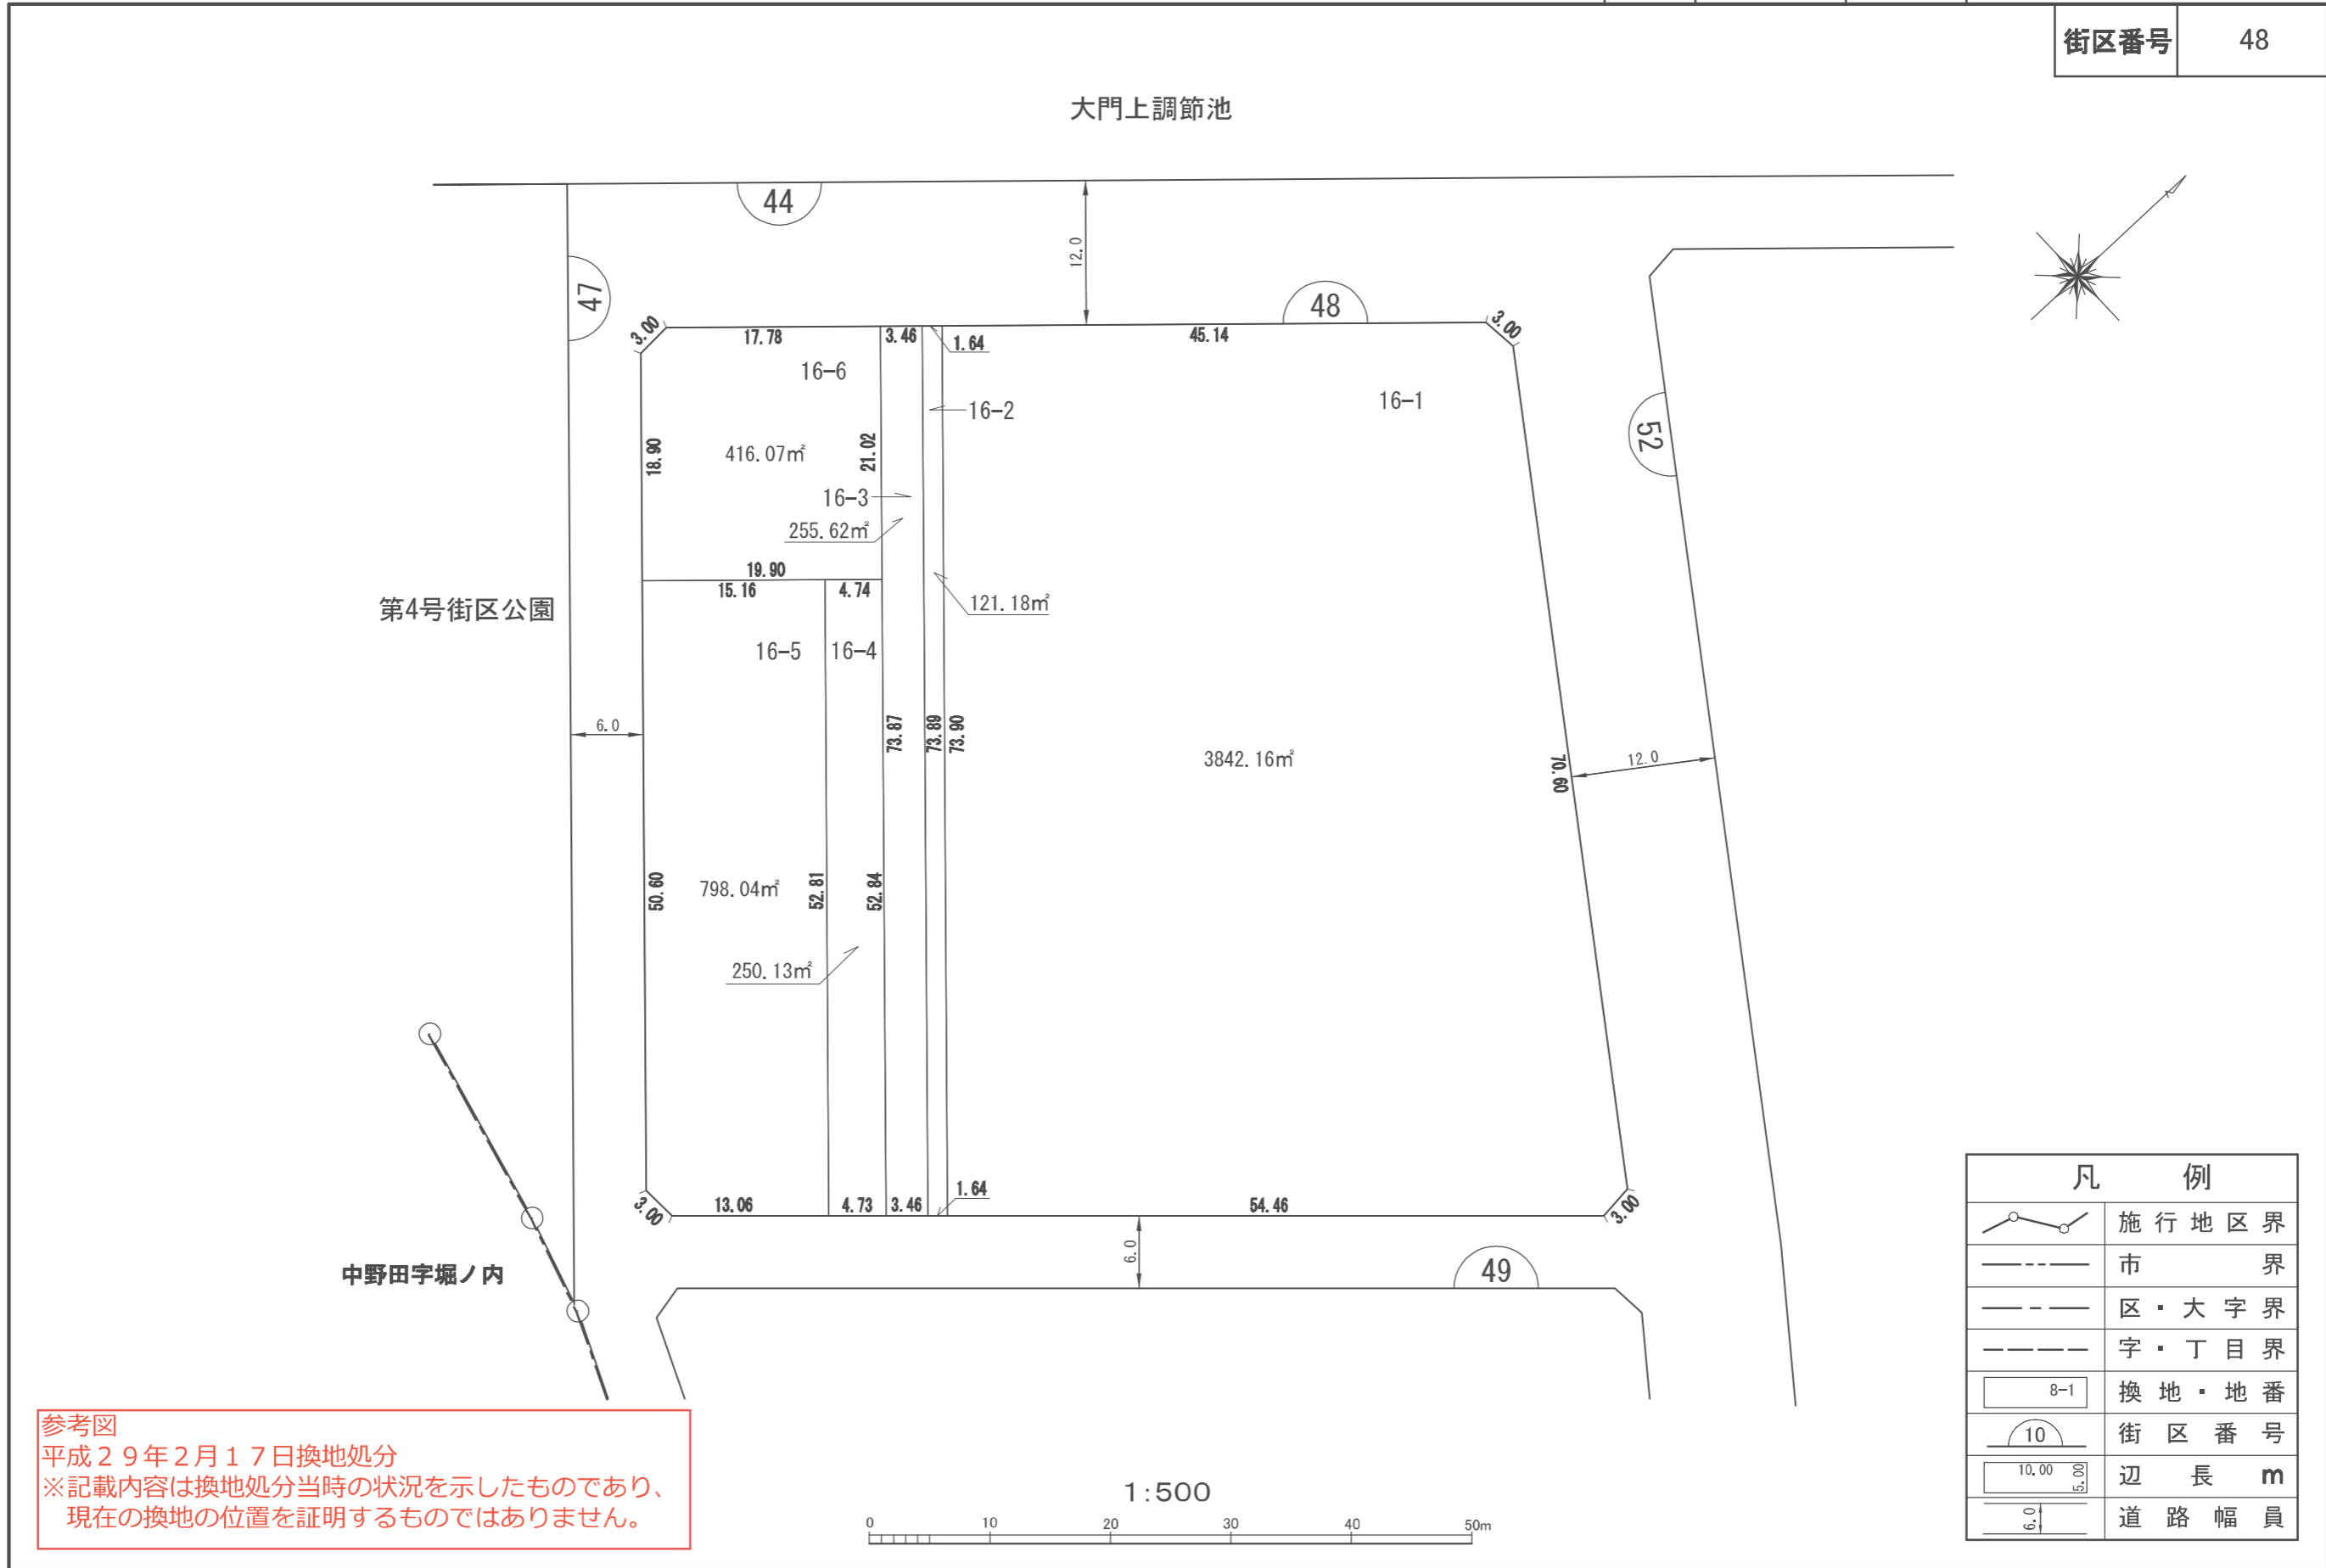 街区番号 48
大門上調節池
44
12.0
47
48
3.00
17.78
3.46
1.64
45.14
3.00
16-6
16-2
16-1
52
18.90
416.07㎡
21.02
16-3
255.62㎡
19.90
15.16
4.74
121.18㎡
第4号街区公園
16-5
16-4
6.0
73.87
73.89
73.90
3842.16㎡
70.60
12.0
50.60
798.04㎡
52.81
52.84
250.13㎡
3.00
13.06
4.73
3.46
1.64
54.46
3.00
6.0
49
中野田字堀ノ内
凡 例
施行地区界
市 界
区・大字界
字・丁目界
8-1 換地・地番
10 街区番号
10.00 5.00 辺長 m
6.0 道路幅員
参考図
平成29年2月17日換地処分
※記載内容は換地処分当時の状況を示したものであり、
現在の換地の位置を証明するものではありません。
1:500
0 10 20 30 40 50m